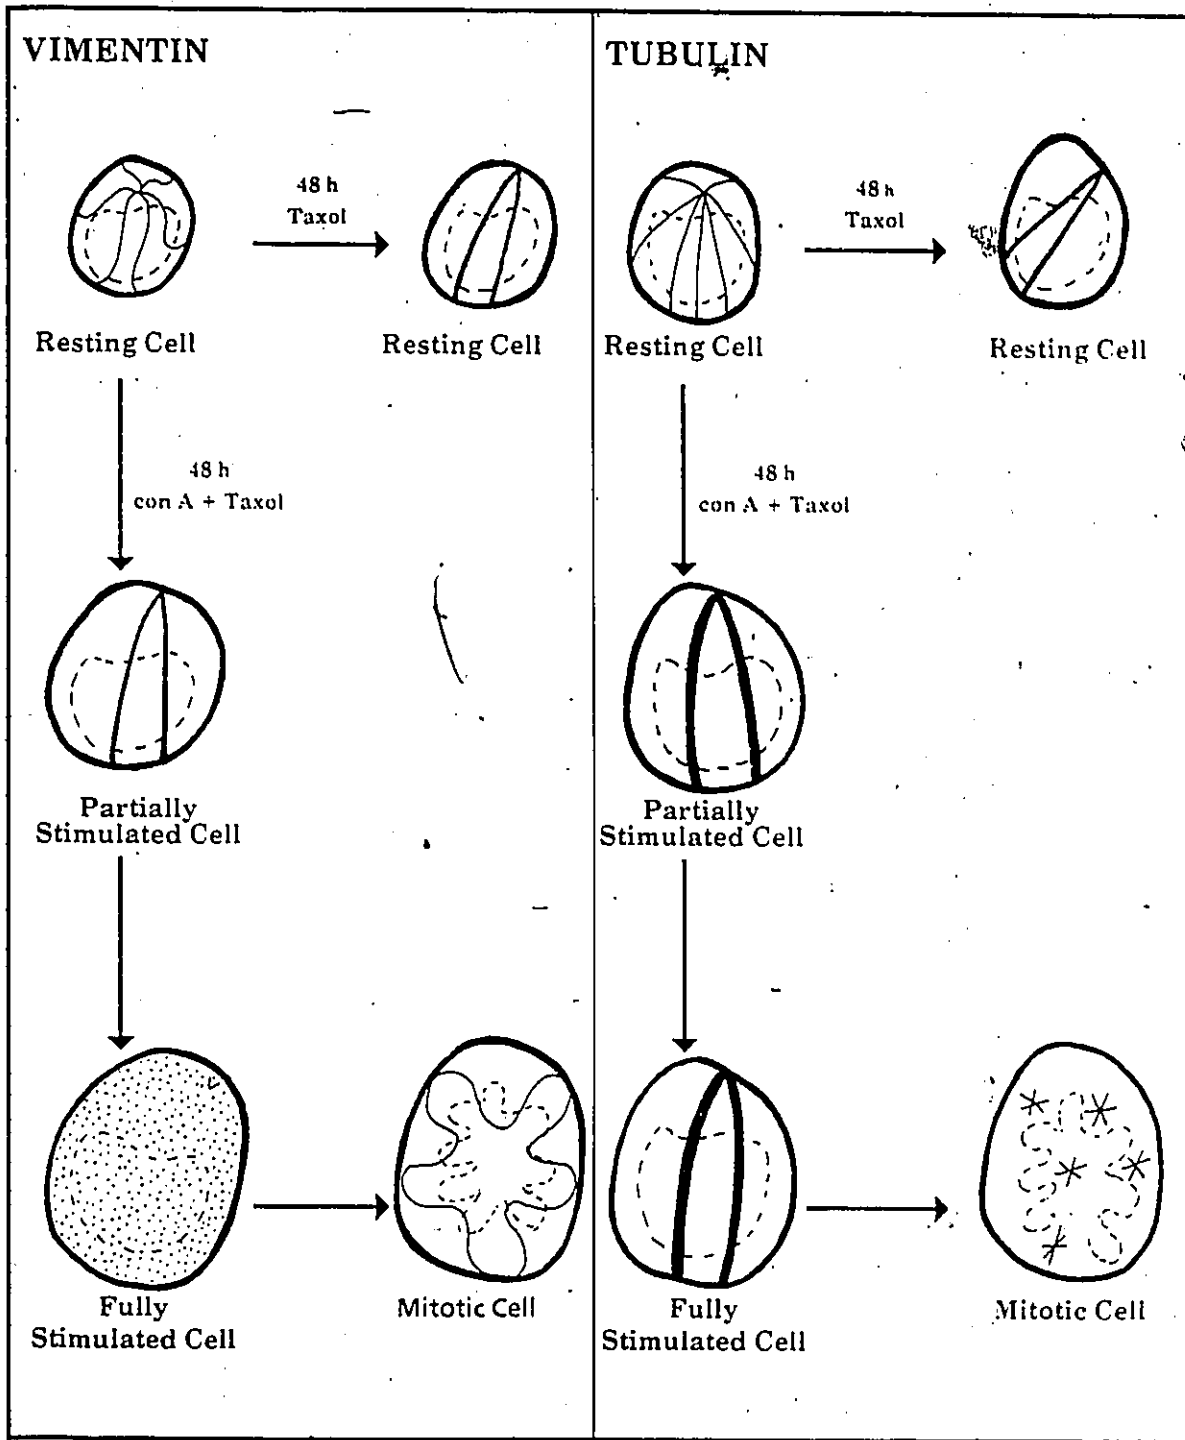 VIMENTIN
48 h
Taxol
Resting Cell
Resting Cell
48 h
con A + Taxol
Partially
Stimulated Cell
Fully
Stimulated Cell
Mitotic Cell
TUBULIN
48 h
Taxol
Resting Cell
Resting Cell
48 h
con A + Taxol
Partially
Stimulated Cell
Fully
Stimulated Cell
Mitotic Cell